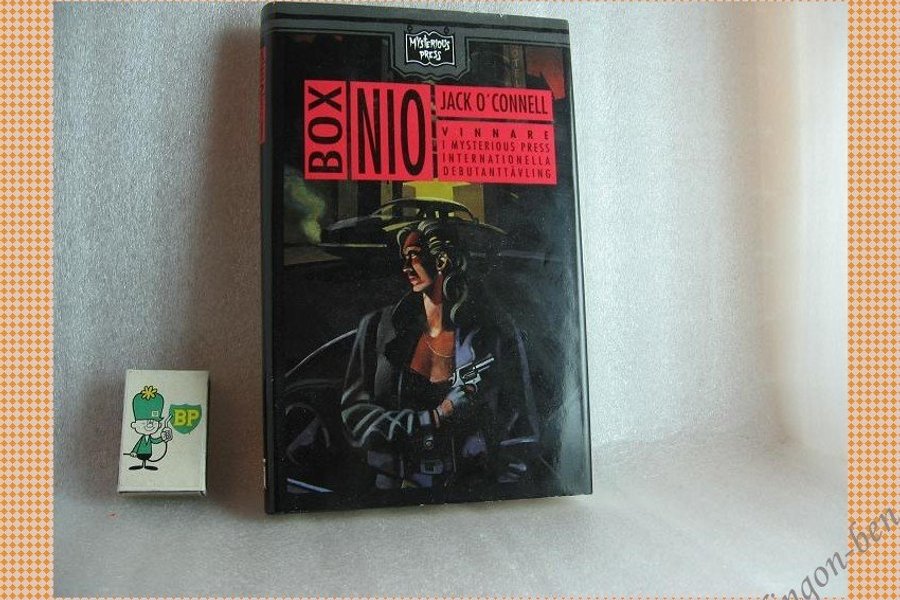 MYSTERIOUS
PRESS
BOX
NIO
JACK O'CONNELL
VINNARE
I MYSTERIOUS PRESS
INTERNATIONELLA
DEBUTANTTÄVLING
BP